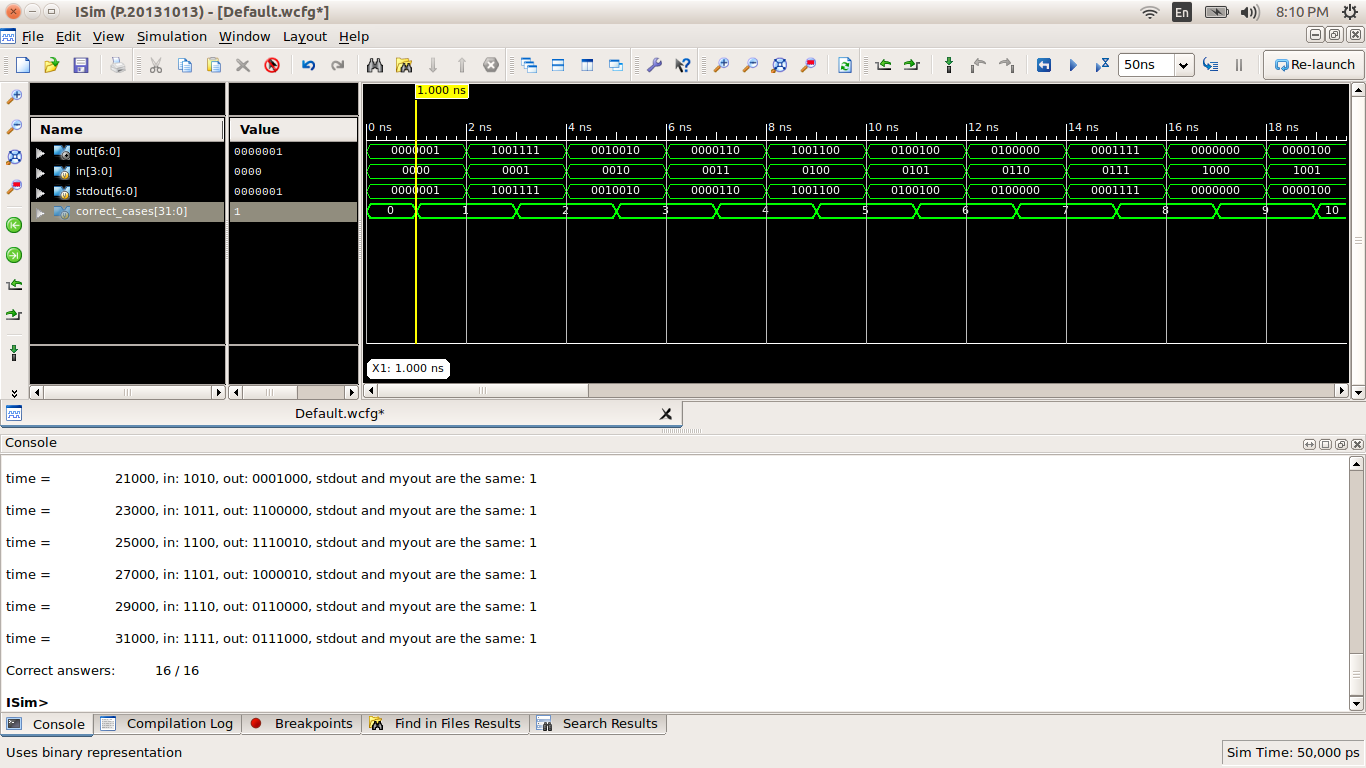 ISim (P.20131013) - [Default.wcfg*]
En
8:10 PM
File Edit View Simulation Window Layout Help
50ns
Re-launch
1.000 ns
Name Value
0 ns 2 ns 4 ns 6 ns 8 ns 10 ns 12 ns 14 ns 16 ns 18 ns
out[6:0] 0000001 0000001 1001111 0010010 0000110 1001100 0100100 0100000 0001111 0000000 0000100
in[3:0] 0000 0000 0001 0010 0011 0100 0101 0110 0111 1000 1001
stdout[6:0] 0000001 0000001 1001111 0010010 0000110 1001100 0100100 0100000 0001111 0000000 0000100
correct_cases[31:0] 1 0 1 2 3 4 5 6 7 8 9 10
X1: 1.000 ns
Default.wcfg*
Console
time = 21000, in: 1010, out: 0001000, stdout and myout are the same: 1
time = 23000, in: 1011, out: 1100000, stdout and myout are the same: 1
time = 25000, in: 1100, out: 1110010, stdout and myout are the same: 1
time = 27000, in: 1101, out: 1000010, stdout and myout are the same: 1
time = 29000, in: 1110, out: 0110000, stdout and myout are the same: 1
time = 31000, in: 1111, out: 0111000, stdout and myout are the same: 1
Correct answers: 16 / 16
ISim>
Console Compilation Log Breakpoints Find in Files Results Search Results
Uses binary representation
Sim Time: 50,000 ps